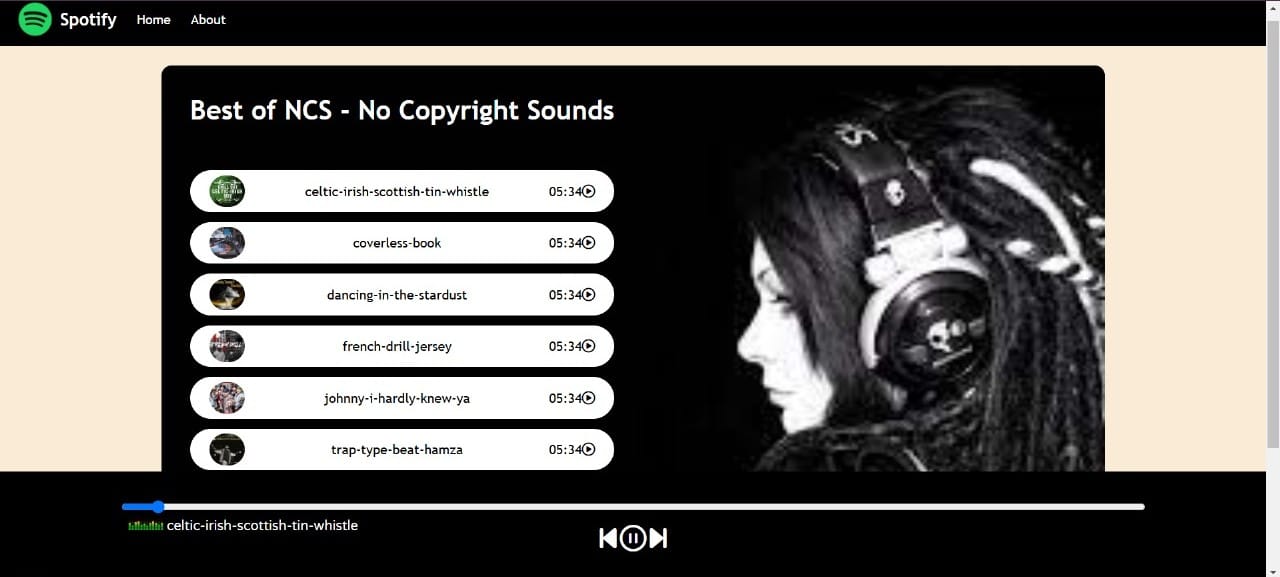 Spotify Home About
Best of NCS - No Copyright Sounds
celtic-irish-scottish-tin-whistle 05:34
coverless-book 05:34
dancing-in-the-stardust 05:34
french-drill-jersey 05:34
johnny-i-hardly-knew-ya 05:34
trap-type-beat-hamza 05:34
celtic-irish-scottish-tin-whistle